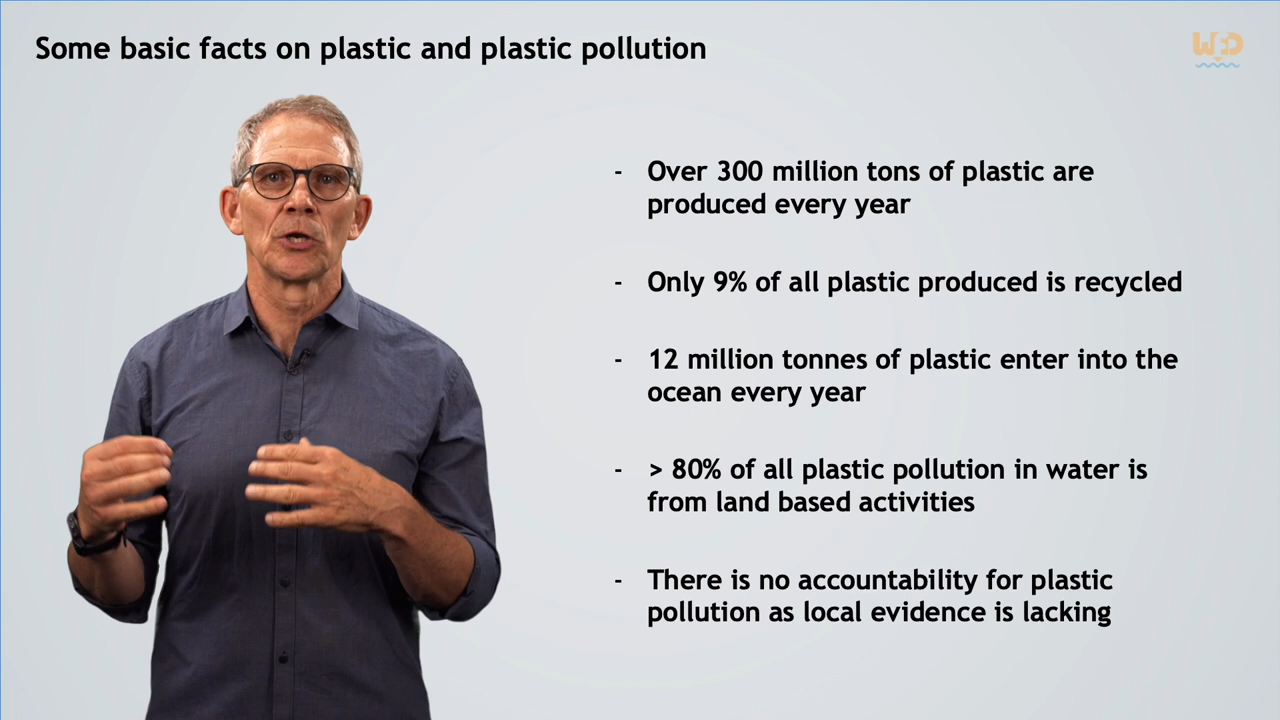 Some basic facts on plastic and plastic pollution
WED
- Over 300 million tons of plastic are
produced every year
- Only 9% of all plastic produced is recycled
- 12 million tonnes of plastic enter into the
ocean every year
- > 80% of all plastic pollution in water is
from land based activities
- There is no accountability for plastic
pollution as local evidence is lacking